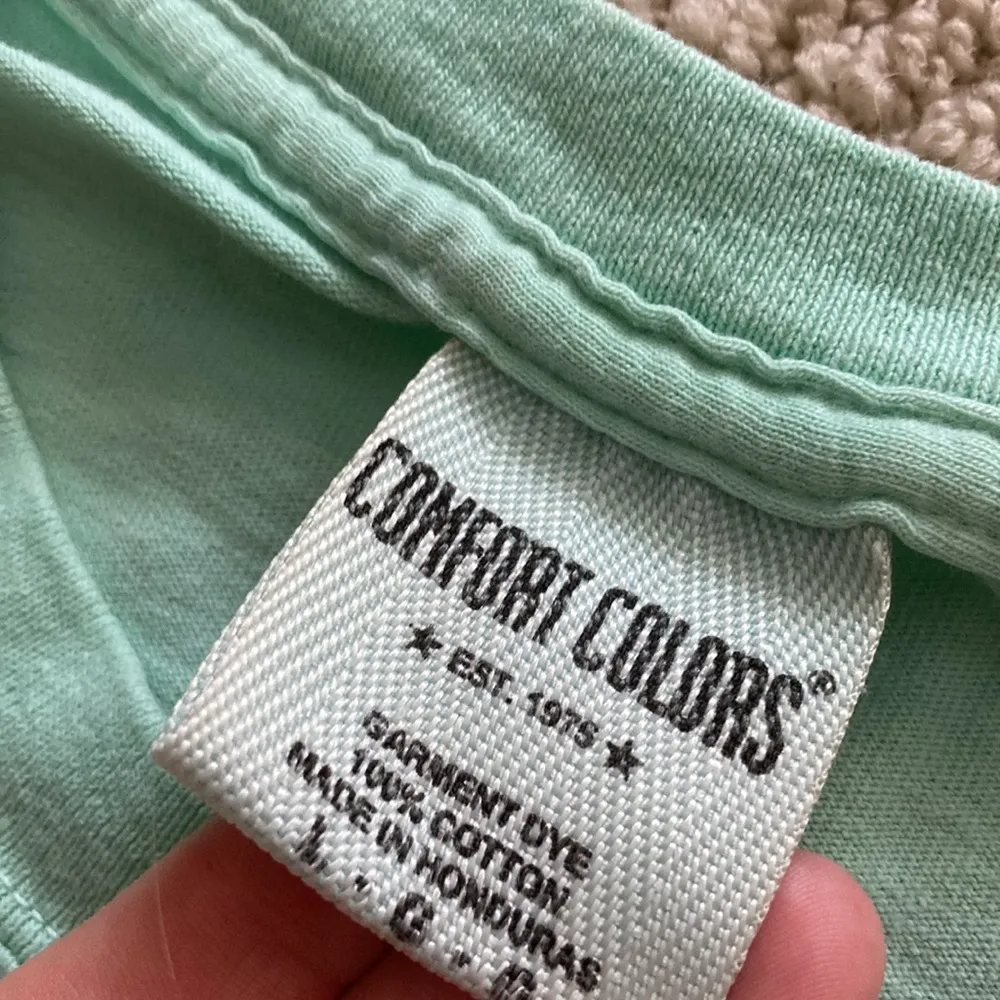 COMFORT COLORS®
★ EST. 1975 ★
GARMENT DYE
100% COTTON
MADE IN HONDURAS